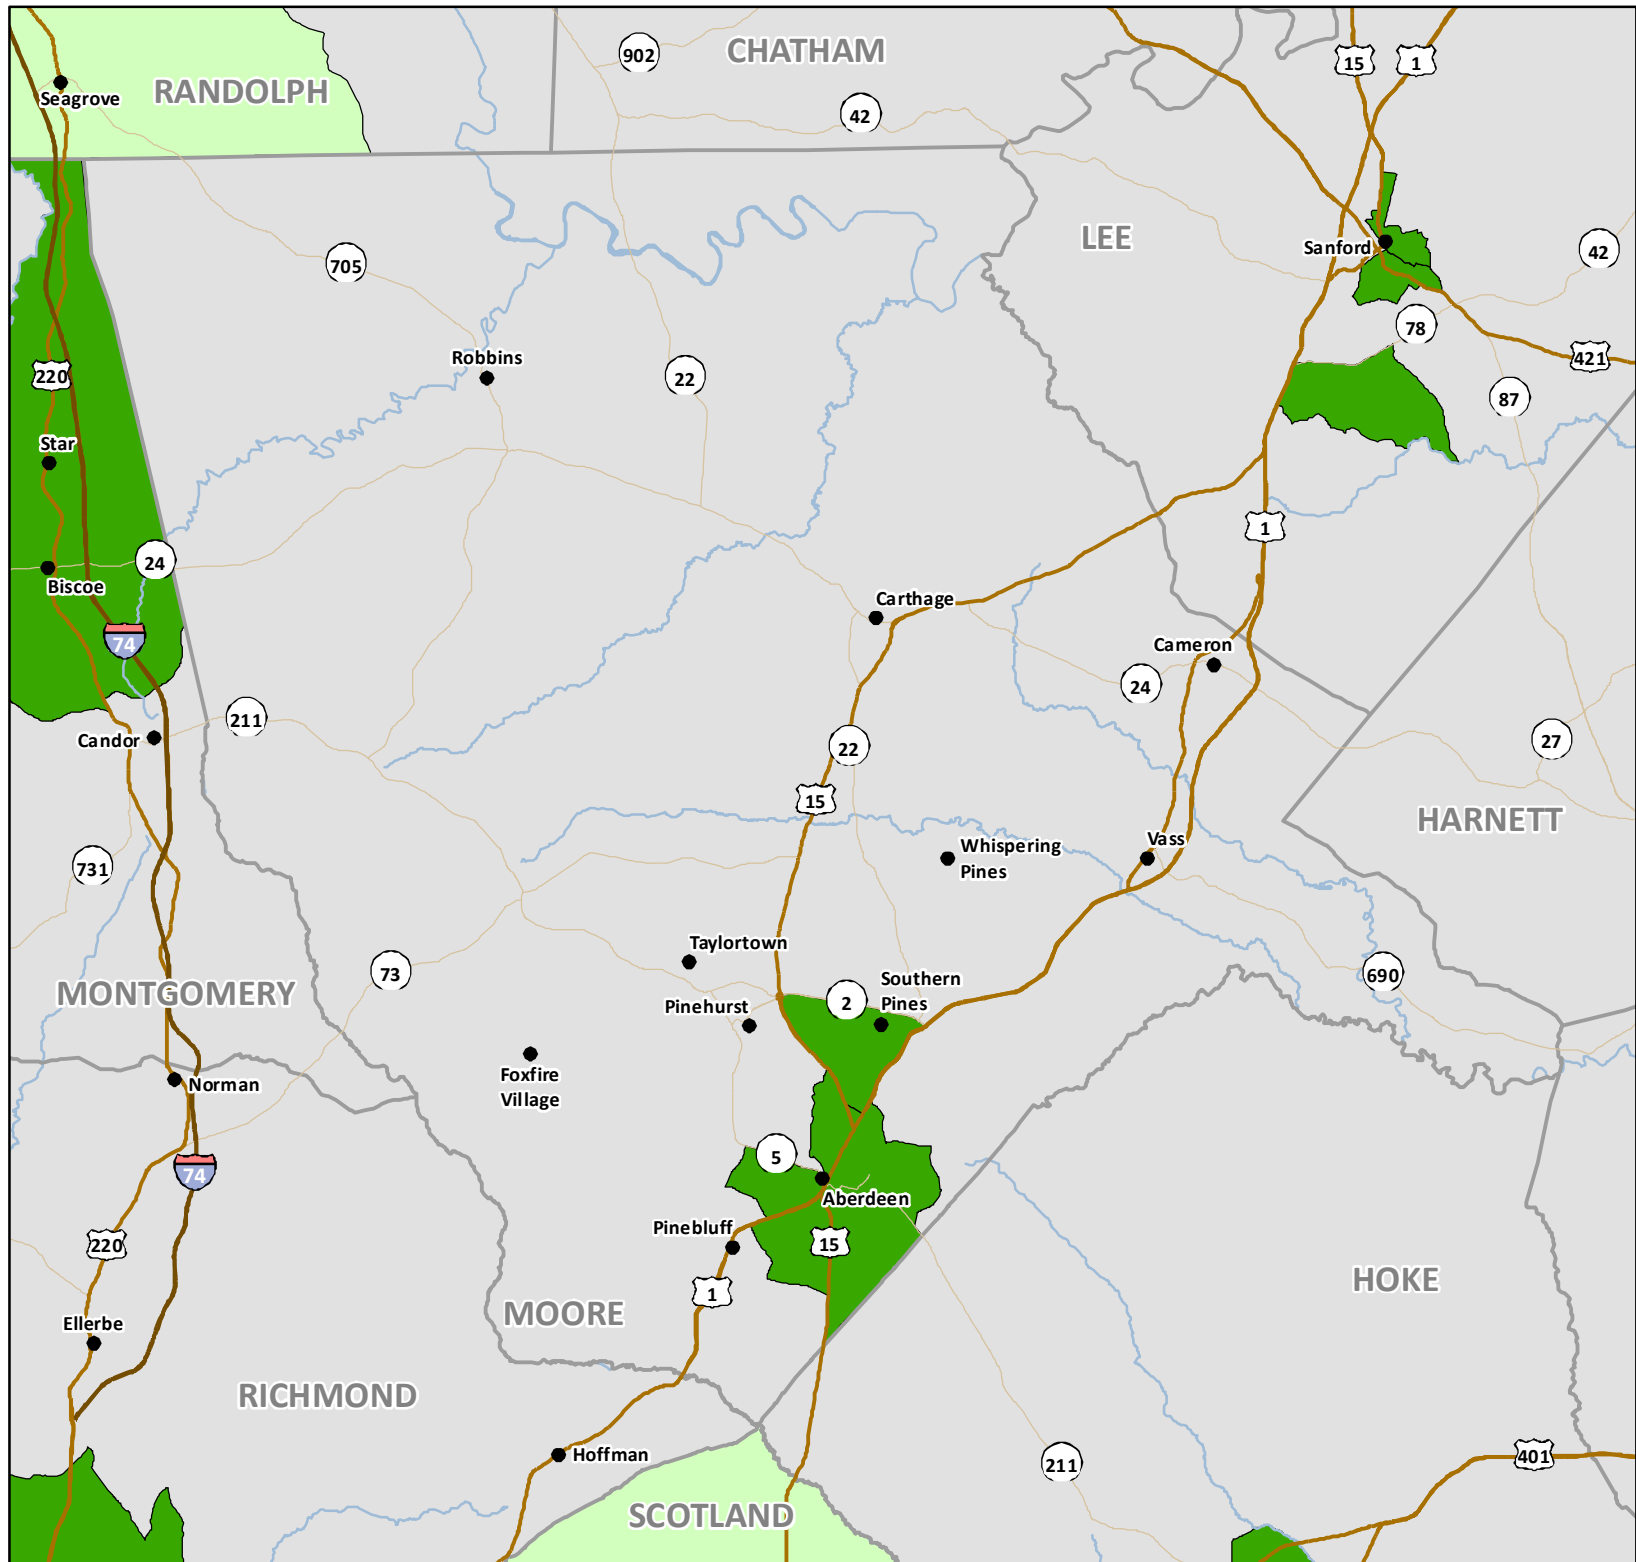 902
CHATHAM
15
1
RANDOLPH
Seagrove
42
LEE
Sanford
42
705
78
421
Robbins
22
220
87
Star
24
1
Biscoe
74
Carthage
Cameron
24
211
Candor
22
27
15
HARNETT
Whispering
Pines
Vass
731
Taylortown
73
690
MONTGOMERY
Southern
Pines
2
Pinehurst
Foxfire
Village
Norman
5
74
Aberdeen
Pinebluff
15
220
1
HOKE
MOORE
Ellerbe
RICHMOND
Hoffman
211
401
SCOTLAND